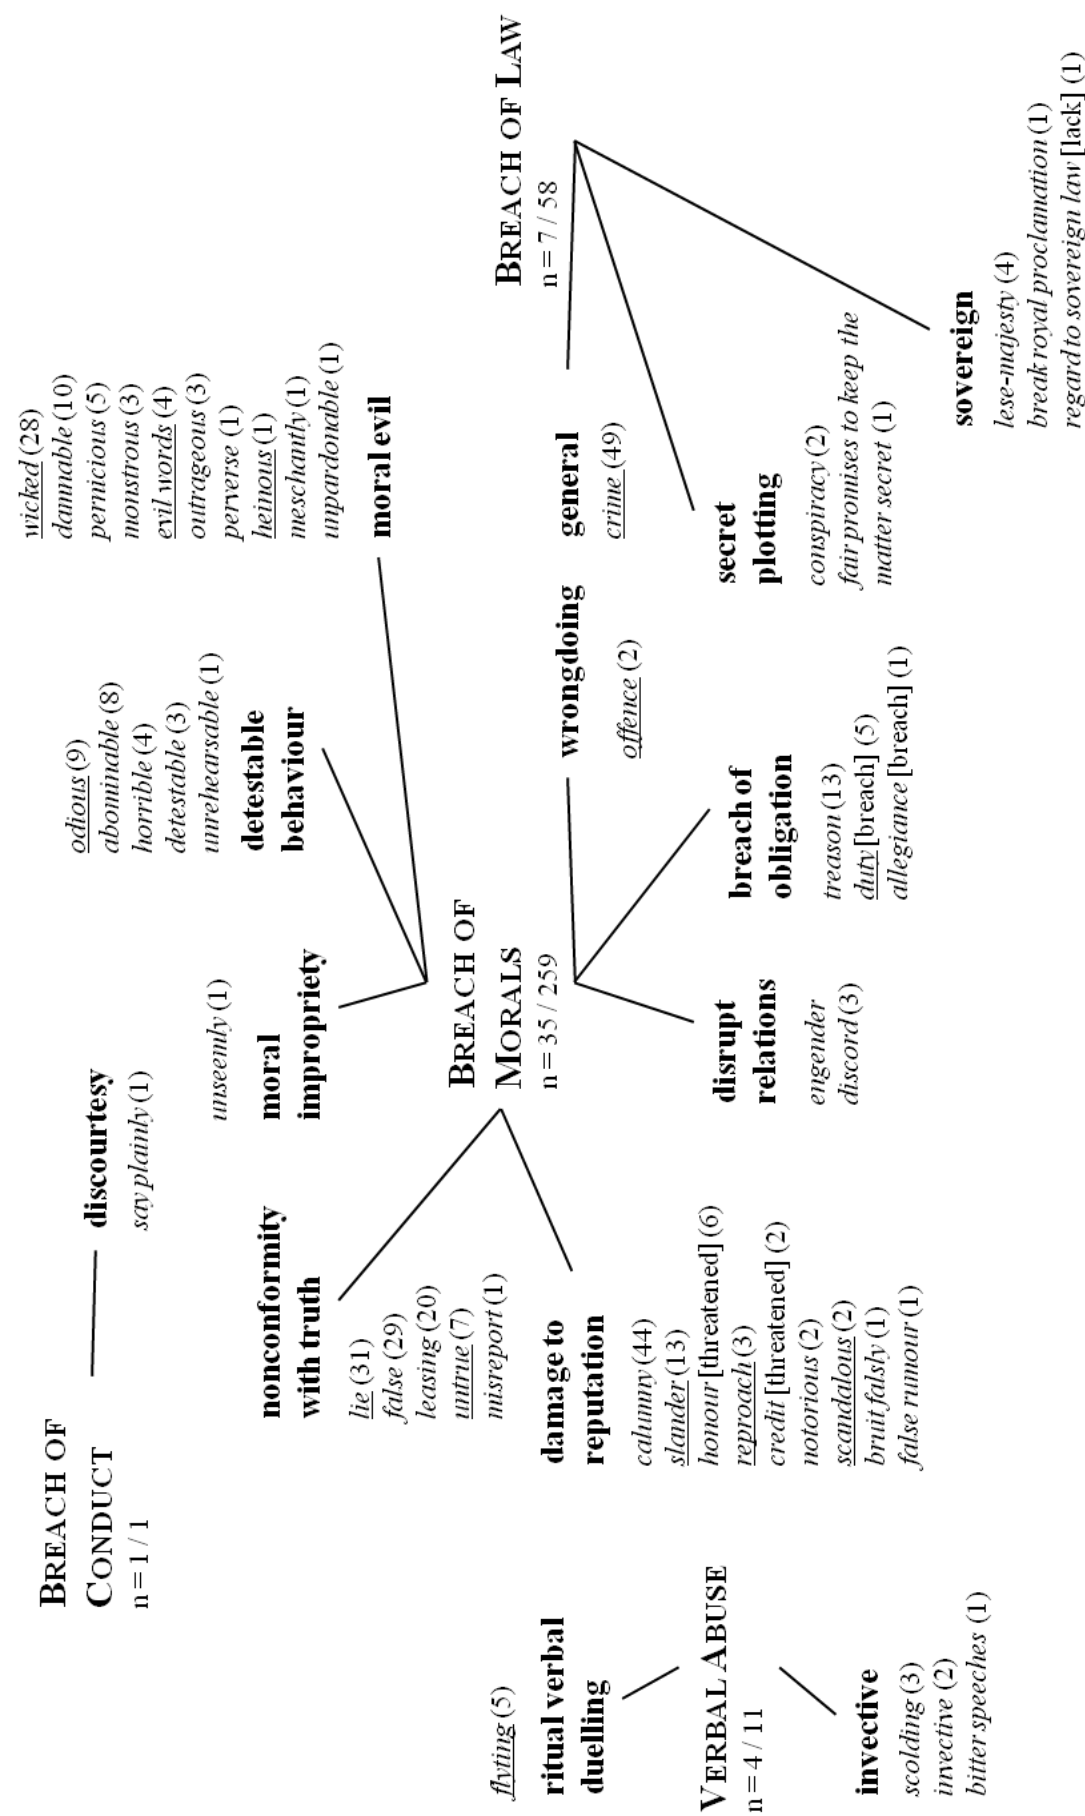 BREACH OF
CONDUCT
n = 1 / 1
discourtesy
say plainly (1)
flyting (5)
ritual verbal
duelling
VERBAL ABUSE
n = 4 / 11
invective
scolding (3)
invective (2)
bitter speeches (1)
nonconformity
with truth
lie (31)
false (29)
leasing (20)
untrue (7)
misreport (1)
damage to
reputation
calumny (44)
slander (13)
honour [threatened] (6)
reproach (3)
credit [threatened] (2)
notorious (2)
scandalous (2)
bruit falsly (1)
false rumour (1)
unseemly (1)
moral
impropriety
BREACH OF
MORALS
n = 35 / 259
disrupt
relations
engender
discord (3)
odious (9)
abominable (8)
horrible (4)
detestable (3)
unrehearsable (1)
detestable
behaviour
breach of
obligation
treason (13)
duty [breach] (5)
allegiance [breach] (1)
wicked (28)
damnable (10)
pernicious (5)
monstrous (3)
evil words (4)
outrageous (3)
perverse (1)
heinous (1)
meschantly (1)
unpardonable (1)
moral evil
wrongdoing
offence (2)
general
crime (49)
BREACH OF LAW
n = 7 / 58
secret
plotting
conspiracy (2)
fair promises to keep the
matter secret (1)
sovereign
lese-majesty (4)
break royal proclamation (1)
regard to sovereign law [lack] (1)